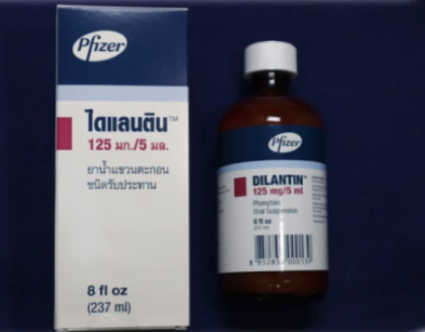 Pfizer
ไดแลนติน™
125 มก./5 มล.
ยาน้ำแขวนตะกอน
ชนิดรับประทาน
8 fl oz
(237 ml)
Pfizer
DILANTIN™
125 mg/5 ml
Phenytoin
Oral Suspension
8 fl oz
(237 ml)